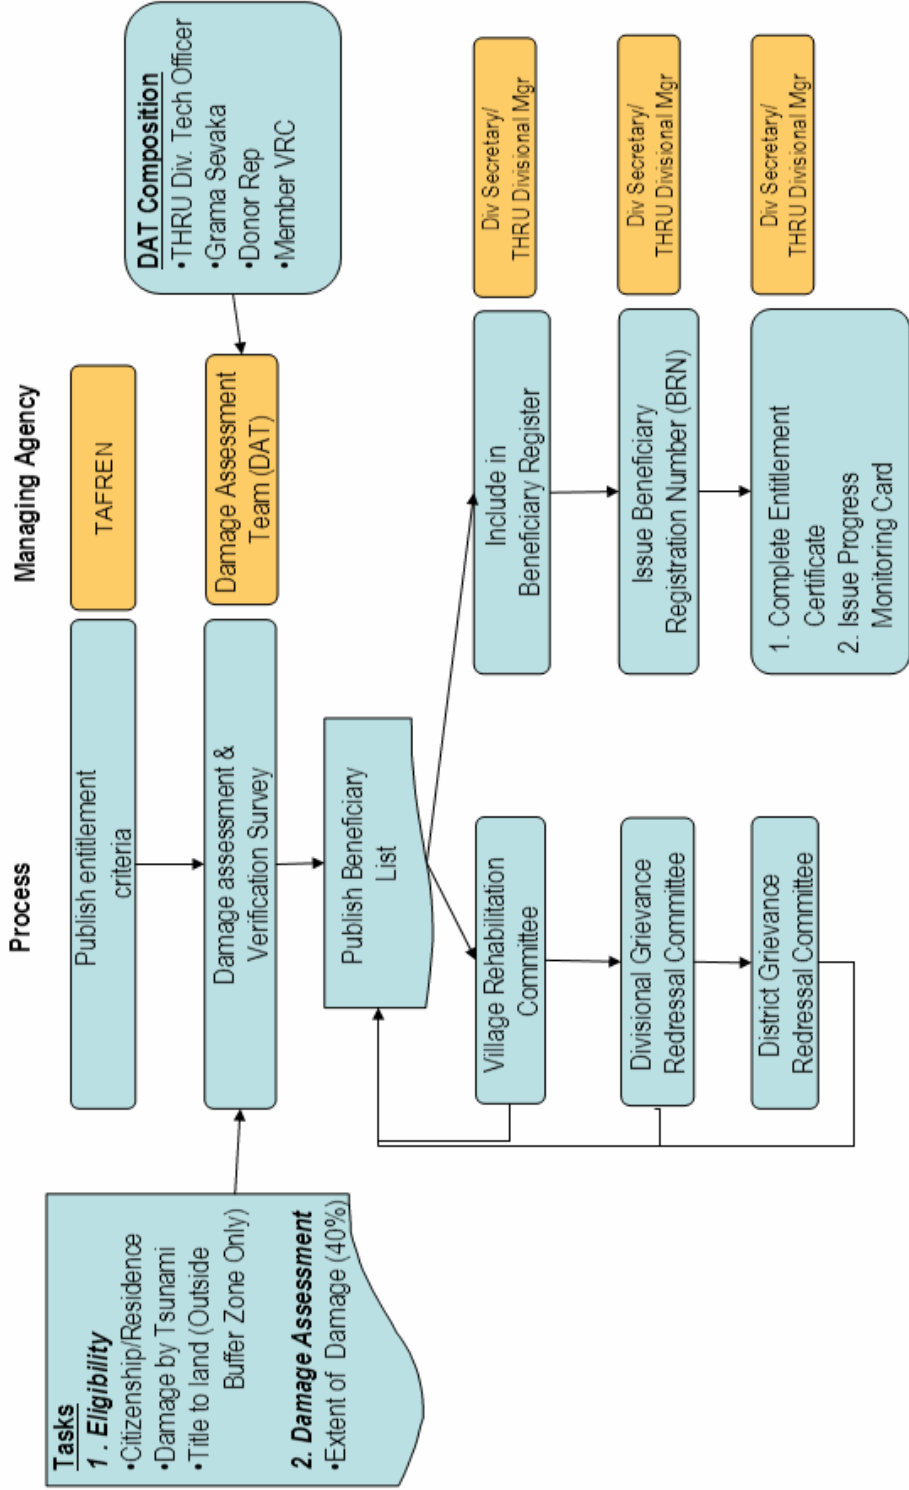 Process
Managing Agency
Tasks
1 . Eligibility
•Citizenship/Residence
•Damage by Tsunami
•Title to land (Outside
Buffer Zone Only)
2. Damage Assessment
•Extent of  Damage (40%)
Publish entitlement
criteria
TAFREN
Damage assessment &
Verification Survey
Damage Assessment
Team (DAT)
DAT Composition
•THRU Div. Tech Officer
•Grama Sevaka
•Donor Rep
•Member VRC
Publish Beneficiary
List
Village Rehabilitation
Committee
Divisional Grievance
Redressal Committee
District Grievance
Redressal Committee
Include in
Beneficiary Register
Div Secretary/
THRU Divisional Mgr
Issue Beneficiary
Registration Number (BRN)
Div Secretary/
THRU Divisional Mgr
1. Complete Entitlement
Certificate
2. Issue Progress
Monitoring Card
Div Secretary/
THRU Divisional Mgr